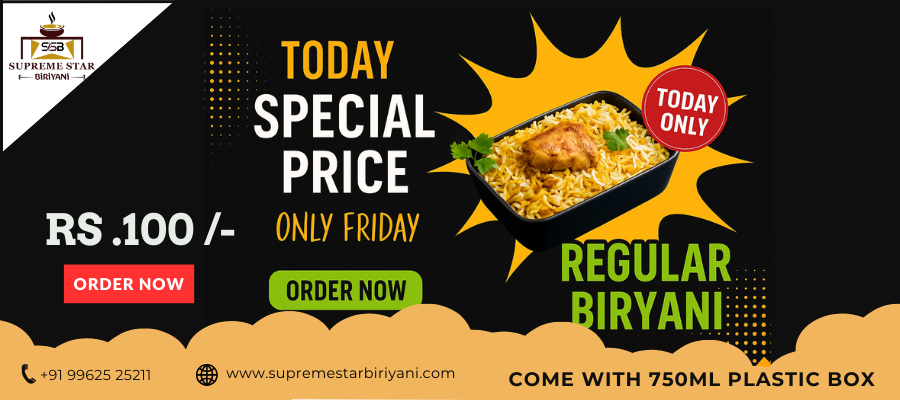 SGB
SUPREME STAR
BIRIYANI
TODAY
SPECIAL
PRICE
ONLY FRIDAY
ORDER NOW
RS .100 /-
ORDER NOW
TODAY
ONLY
REGULAR
BIRYANI
+91 99625 25211
www.supremestarbiriyani.com
COME WITH 750ML PLASTIC BOX